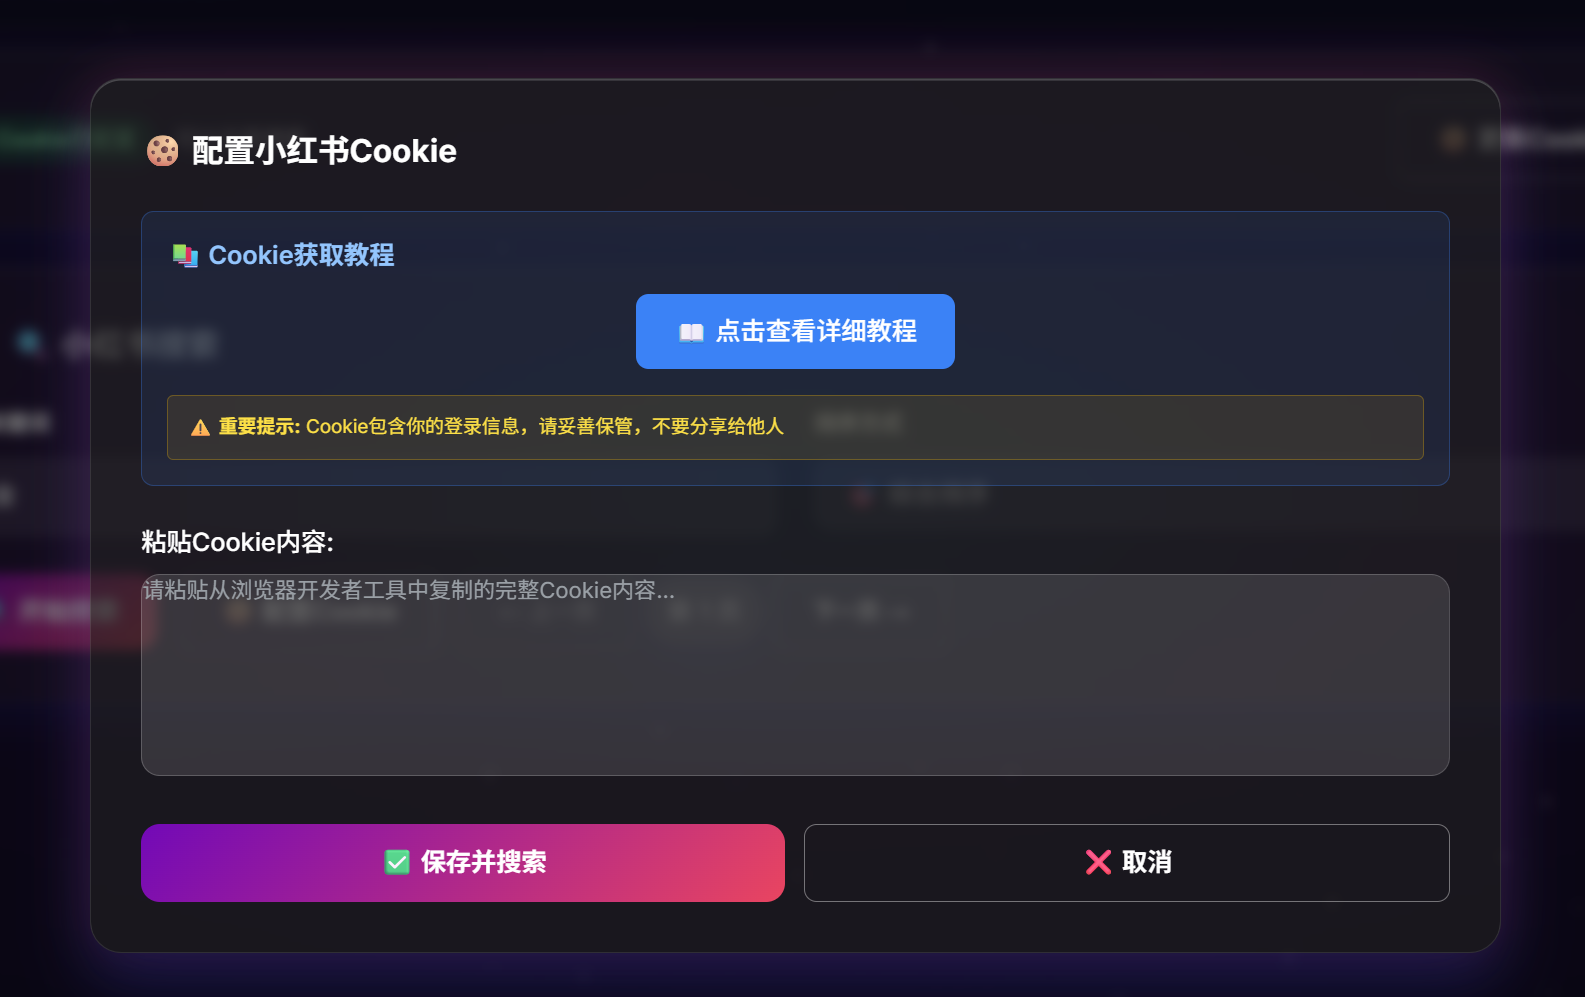 🍪 配置小红书Cookie
📚 Cookie获取教程
📖 点击查看详细教程
⚠️ 重要提示: Cookie包含你的登录信息，请妥善保管，不要分享给他人
粘贴Cookie内容:
请粘贴从浏览器开发者工具中复制的完整Cookie内容...
✅ 保存并搜索
❌ 取消